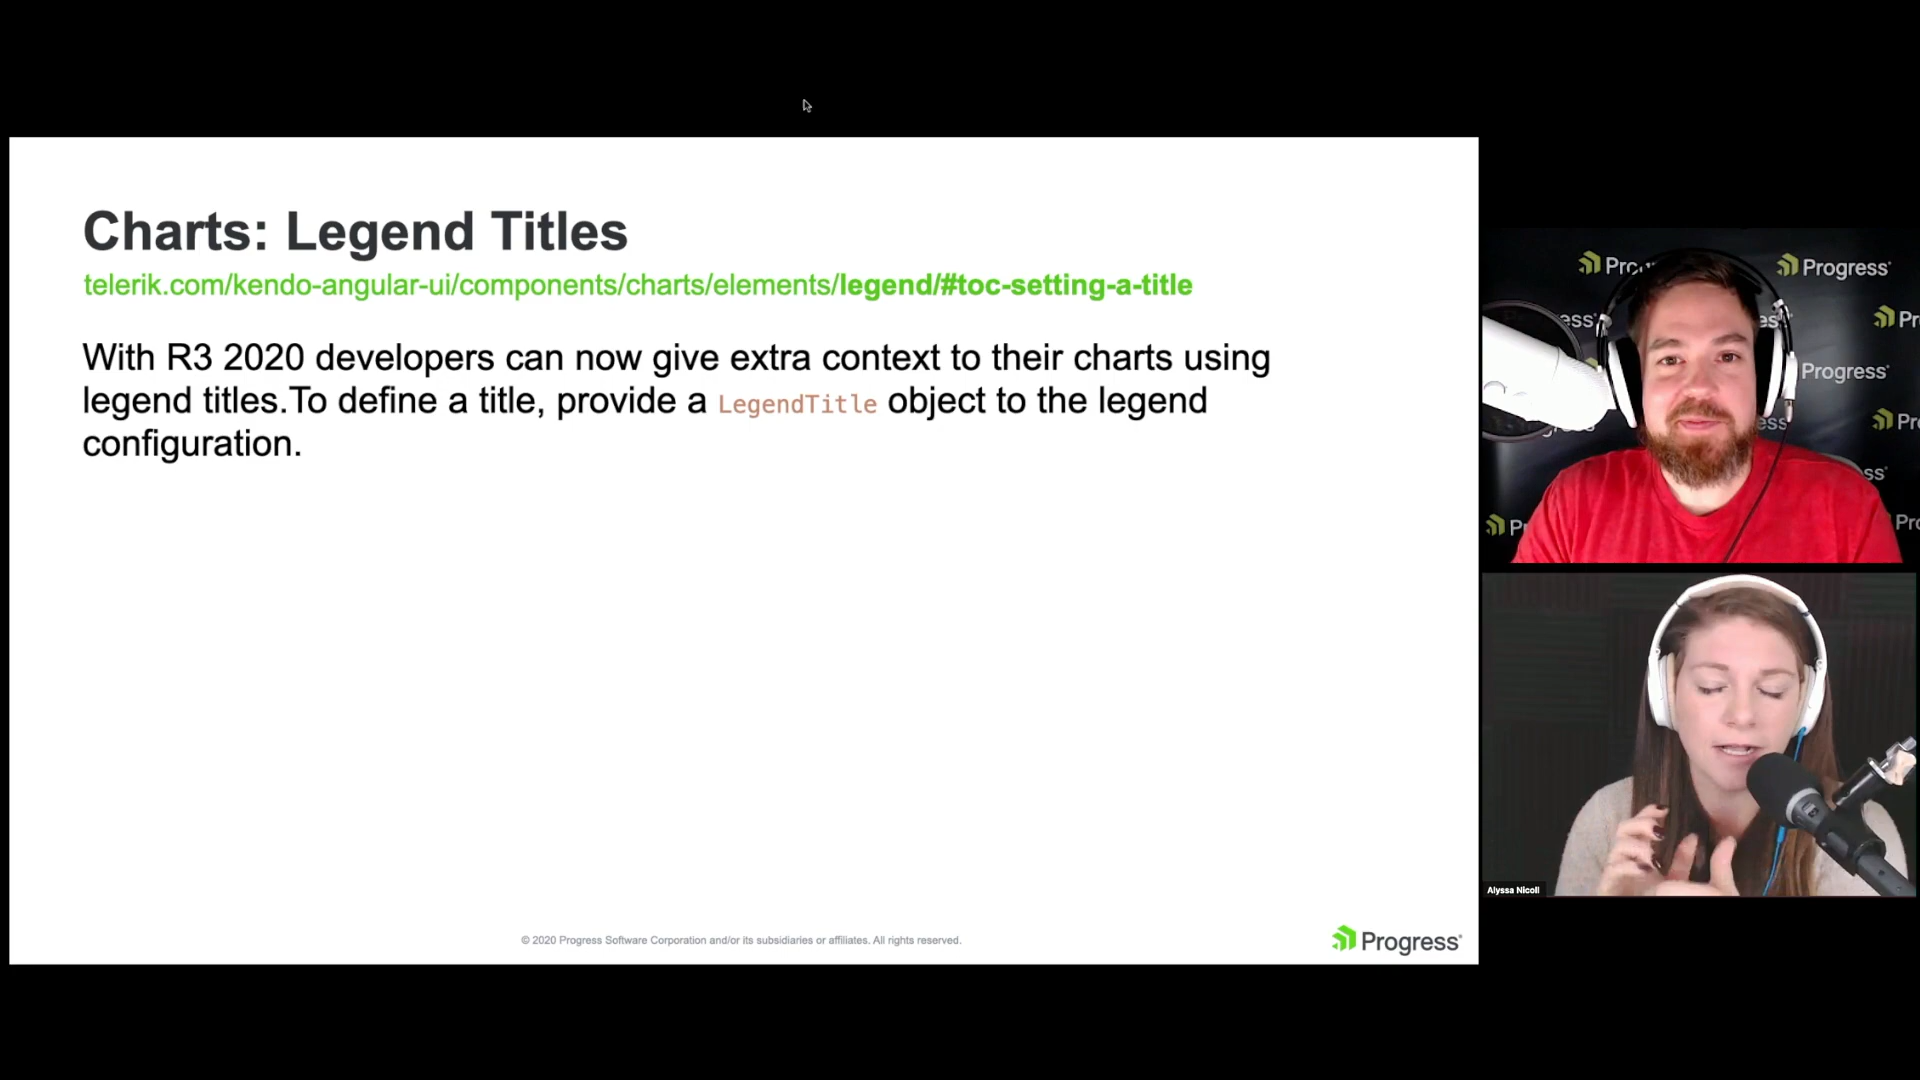 Charts: Legend Titles
telerik.com/kendo-angular-ui/components/charts/elements/legend/#toc-setting-a-title
With R3 2020 developers can now give extra context to their charts using
legend titles.To define a title, provide a LegendTitle object to the legend
configuration.
© 2020 Progress Software Corporation and/or its subsidiaries or affiliates. All rights reserved.
Progress
Progress
Progress
Alyssa Nicoll